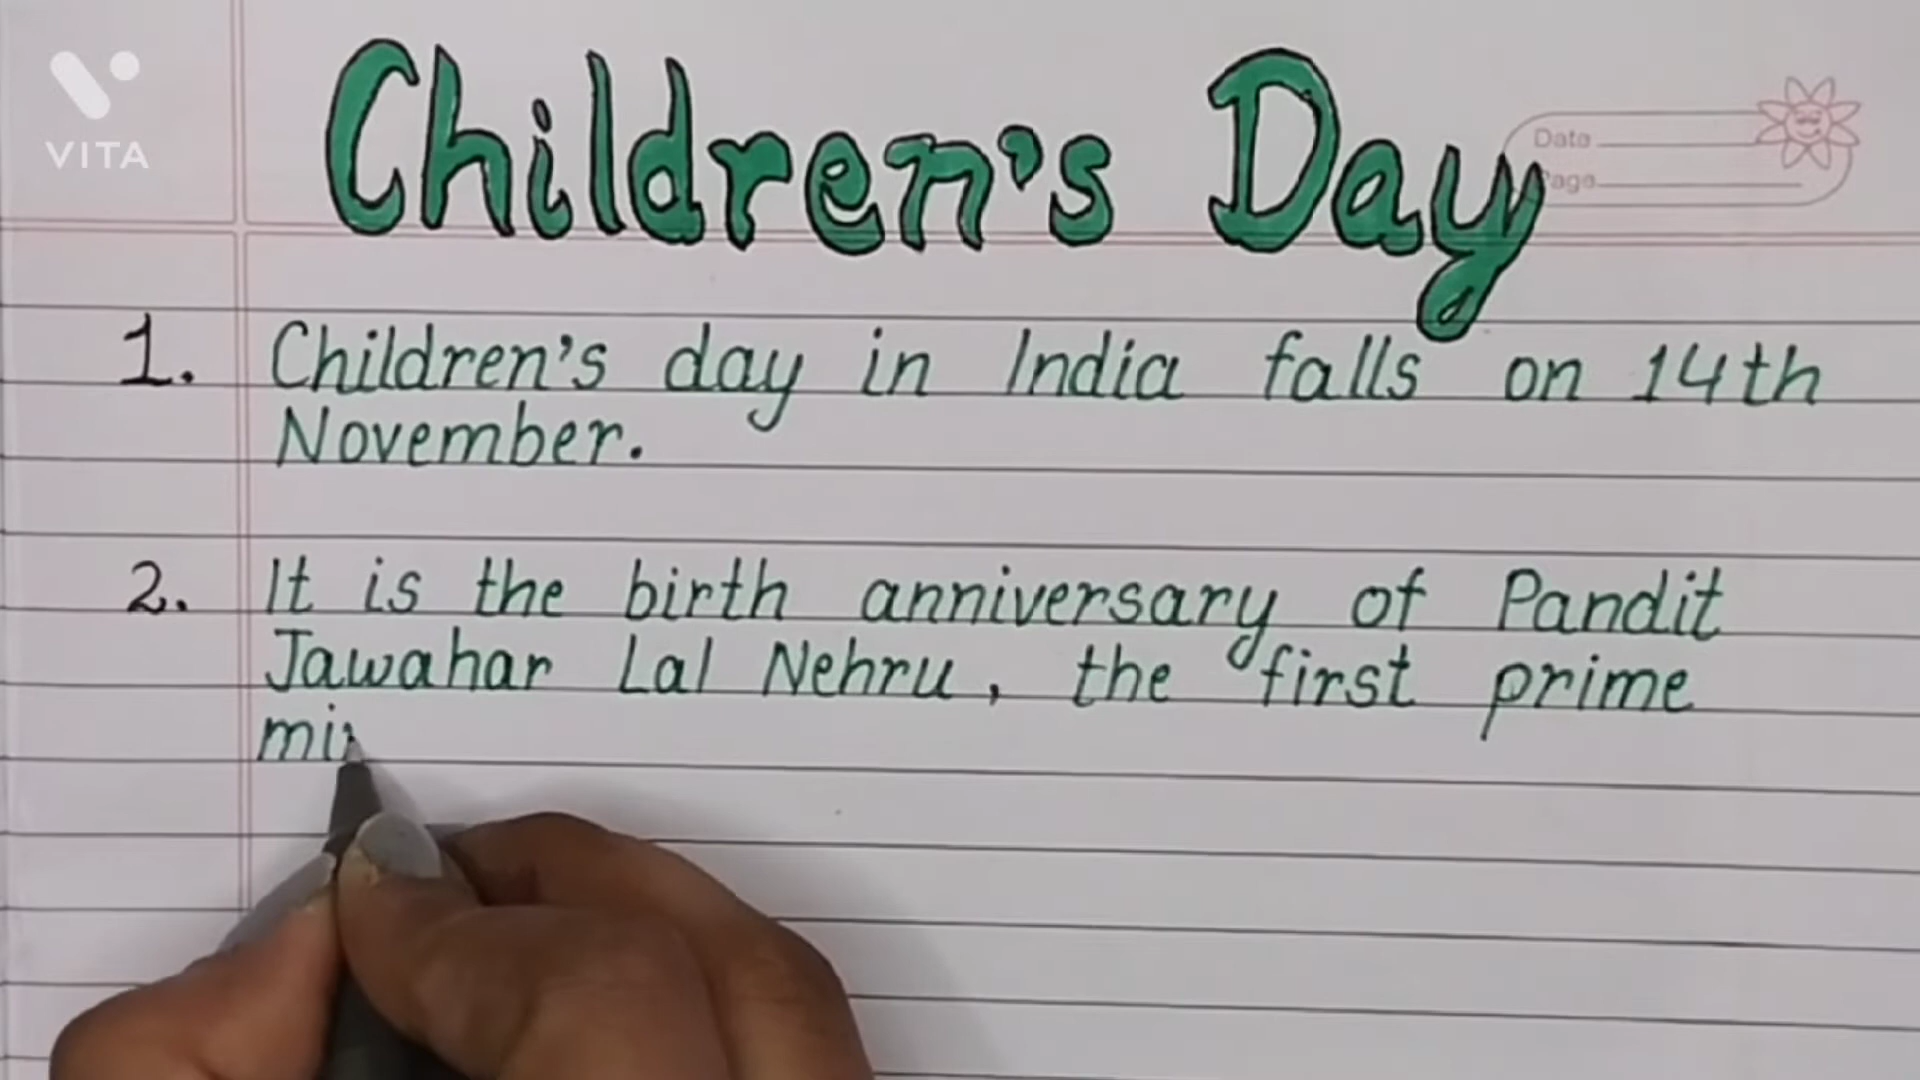 VITA
Children's Day
Date
Page
1. Children's day in India falls on 14th
November.
2. It is the birth anniversary of Pandit
Jawahar Lal Nehru, the first prime